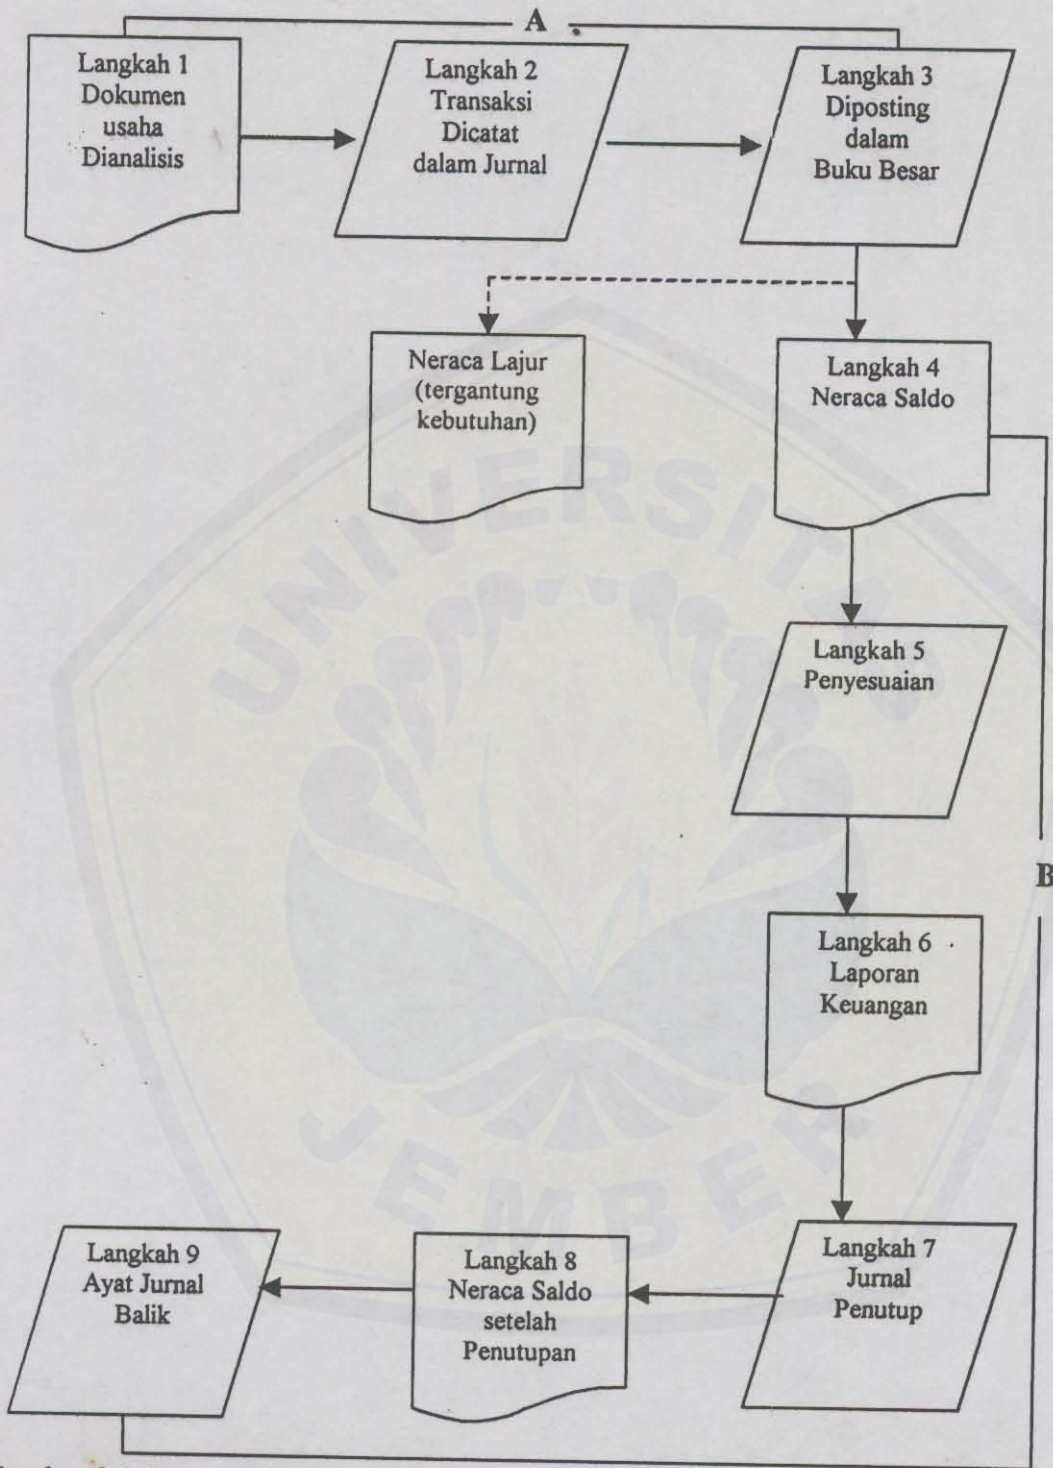 A
Langkah 1
Dokumen
usaha
Dianalisis
Langkah 2
Transaksi
Dicatat
dalam Jurnal
Langkah 3
Diposting
dalam
Buku Besar
Neraca Lajur
(tergantung
kebutuhan)
Langkah 4
Neraca Saldo
Langkah 5
Penyesuaian
B
Langkah 6
Laporan
Keuangan
Langkah 7
Jurnal
Penutup
Langkah 8
Neraca Saldo
setelah
Penutupan
Langkah 9
Ayat Jurnal
Balik
UNIVERSITAS
JEMBER